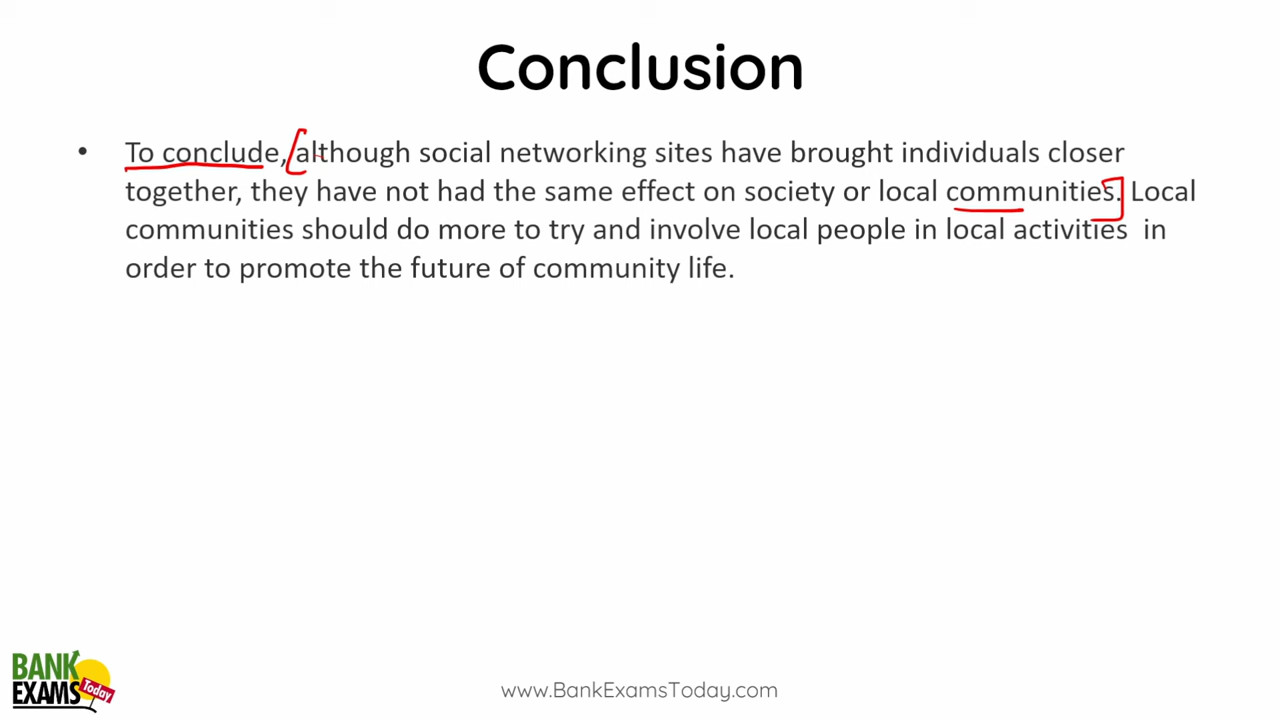 Conclusion
• To conclude, although social networking sites have brought individuals closer
together, they have not had the same effect on society or local communities. Local
communities should do more to try and involve local people in local activities in
order to promote the future of community life.
BANK
EXAMS
Today
www.BankExamsToday.com